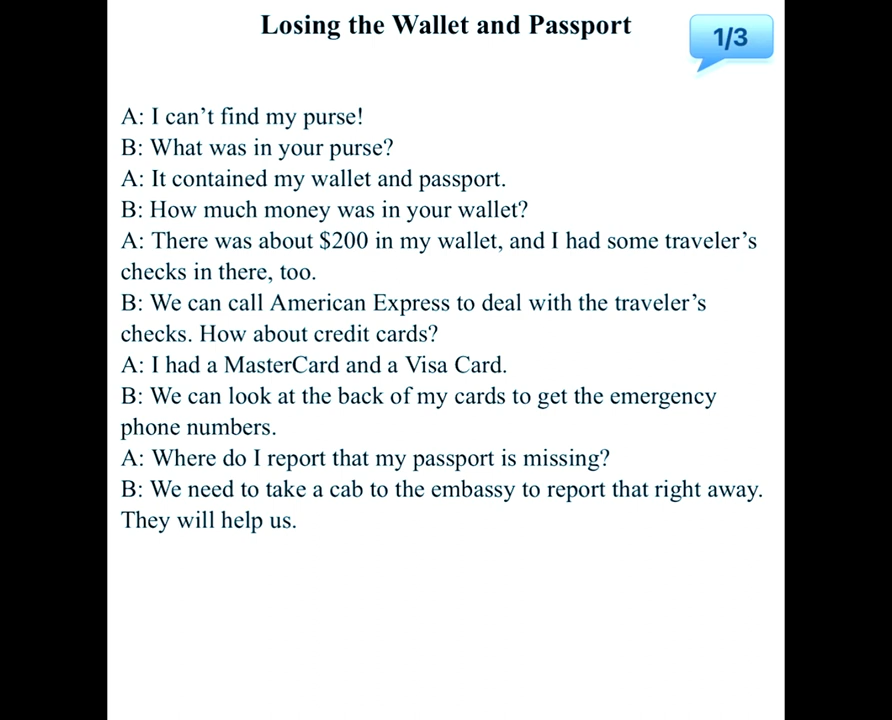 Losing the Wallet and Passport
1/3
A: I can’t find my purse!
B: What was in your purse?
A: It contained my wallet and passport.
B: How much money was in your wallet?
A: There was about $200 in my wallet, and I had some traveler’s
checks in there, too.
B: We can call American Express to deal with the traveler’s
checks. How about credit cards?
A: I had a MasterCard and a Visa Card.
B: We can look at the back of my cards to get the emergency
phone numbers.
A: Where do I report that my passport is missing?
B: We need to take a cab to the embassy to report that right away.
They will help us.